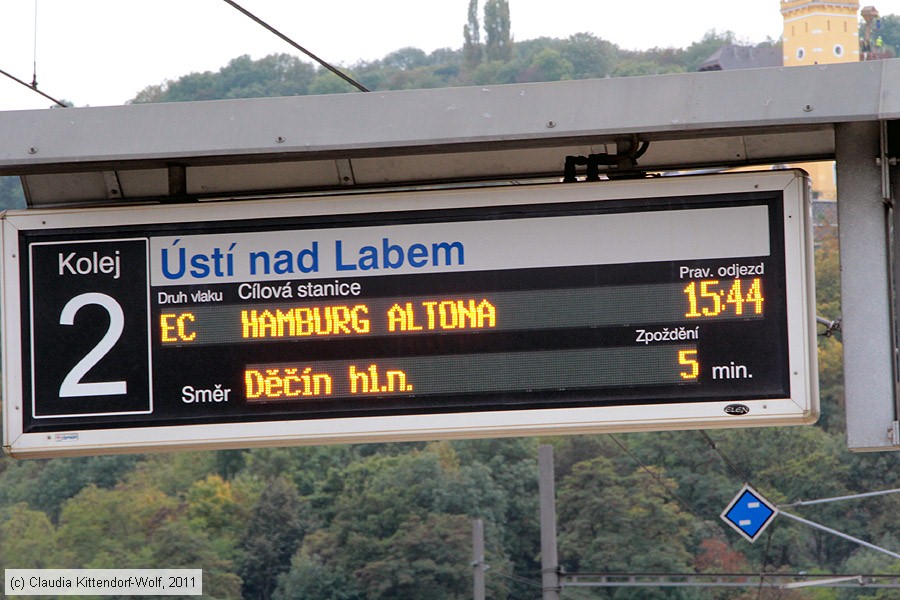 Kolej
2
Ústí nad Labem
Druh vlaku Cílová stanice Prav. odjezd
EC HAMBURG ALTONA 15:44
Zpoždění
Směr Děčín hl.n. 5 min.
ELEN
(c) Claudia Kittendorf-Wolf, 2011